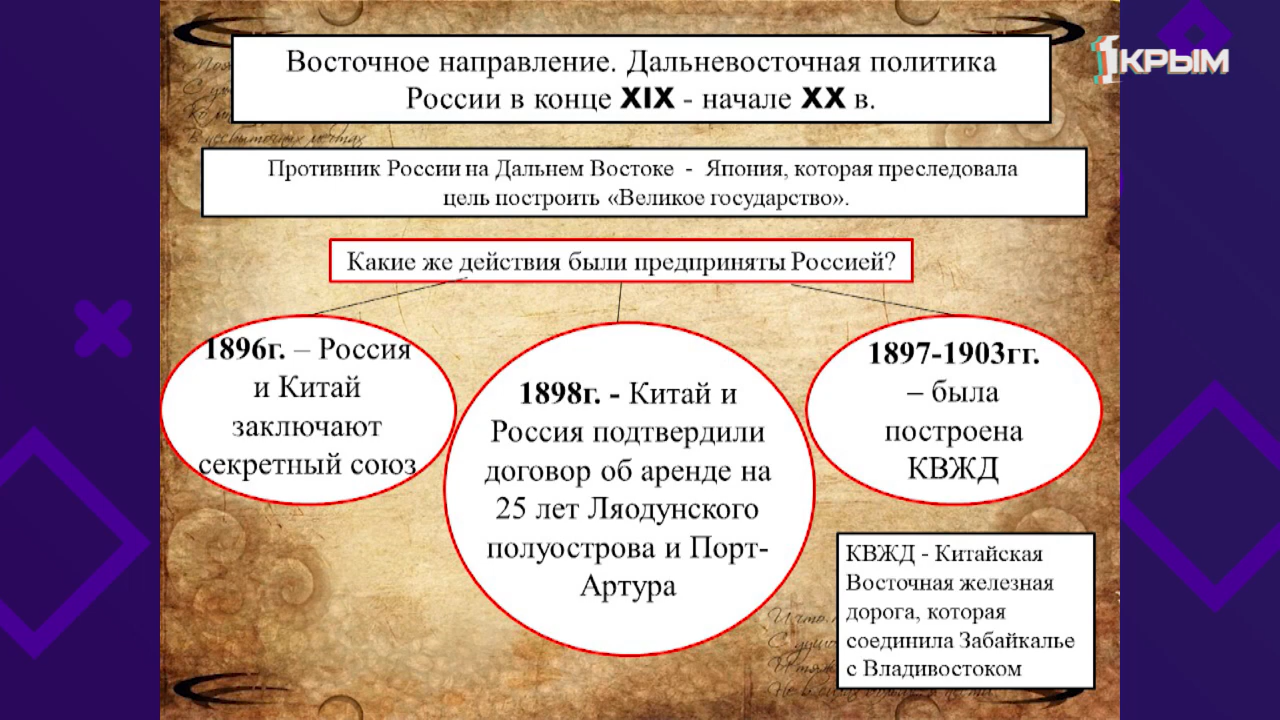 Восточное направление. Дальневосточная политика
России в конце XIX - начале XX в.
1КРЫМ
Противник России на Дальнем Востоке - Япония, которая преследовала
цель построить «Великое государство».
Какие же действия были предприняты Россией?
1896г. – Россия
и Китай
заключают
секретный союз
1898г. - Китай и
Россия подтвердили
договор об аренде на
25 лет Ляодунского
полуострова и Порт-
Артура
1897-1903гг.
– была
построена
КВЖД
КВЖД - Китайская
Восточная железная
дорога, которая
соединила Забайкалье
с Владивостоком